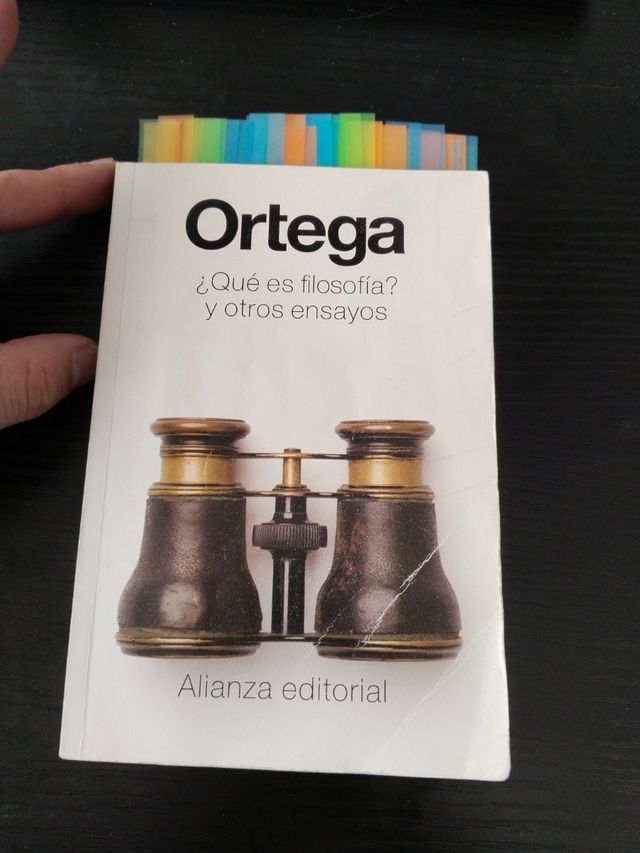 Ortega
¿Qué es filosofía?
y otros ensayos
Alianza editorial